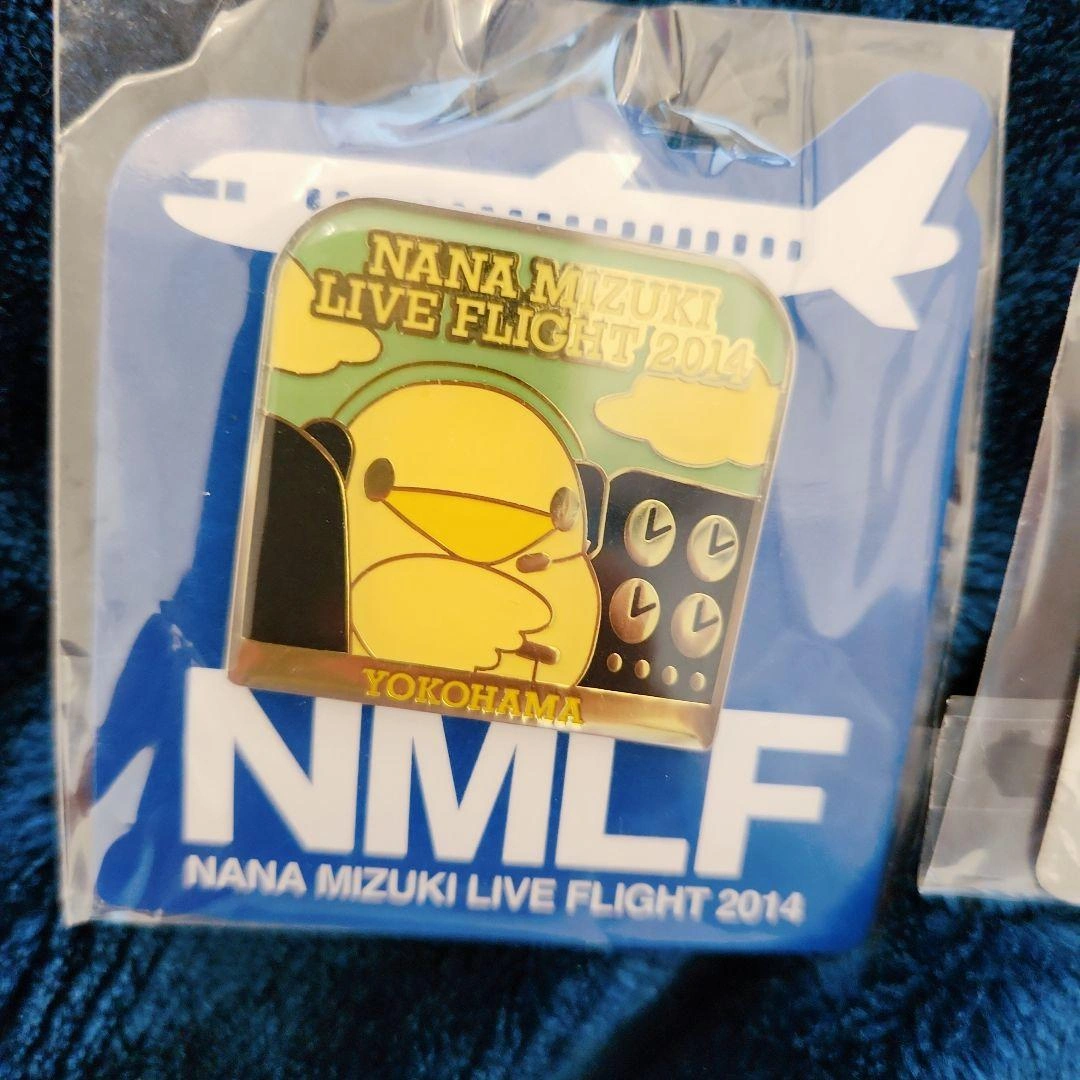 NANA MIZUKI
LIVE FLIGHT 2014
YOKOHAMA
NMLF
NANA MIZUKI LIVE FLIGHT 2014